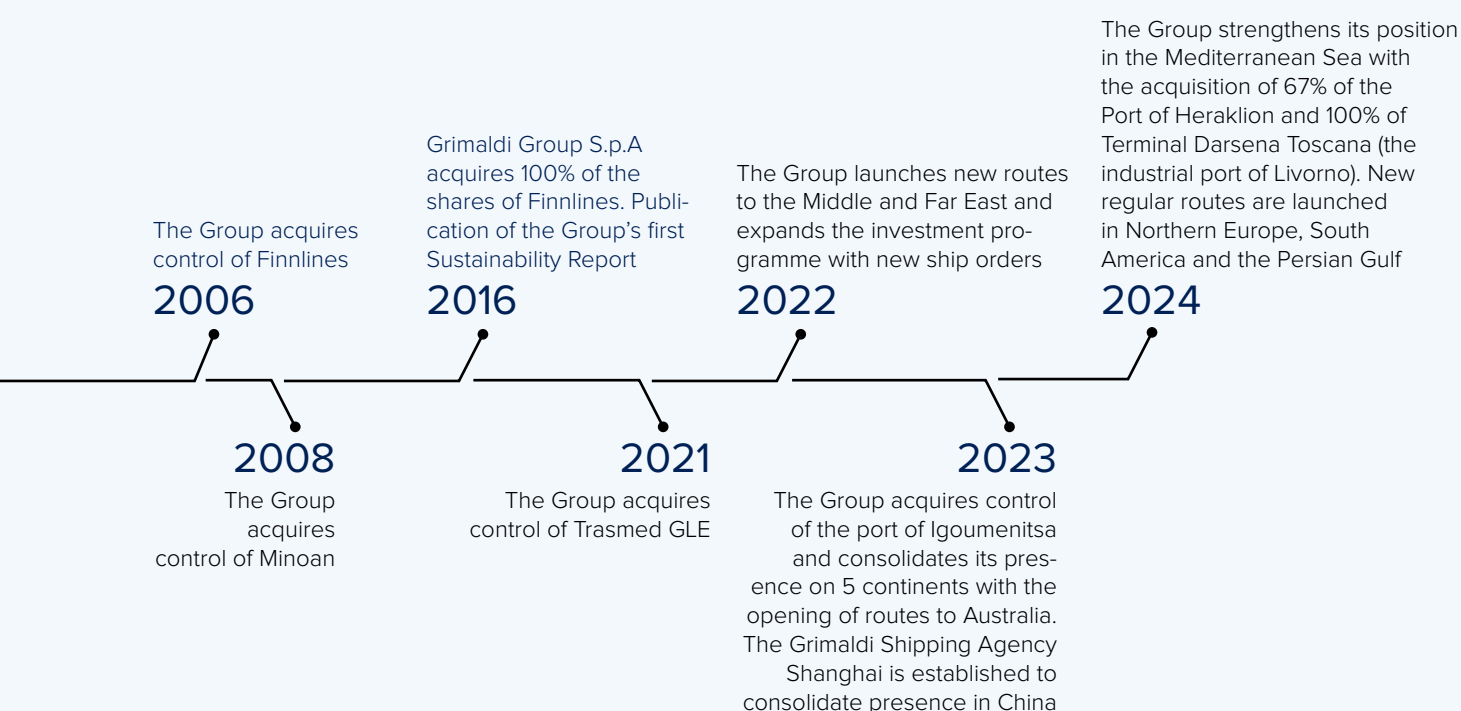 The Group acquires
control of Finnlines
2006
2008
The Group
acquires
control of Minoan
Grimaldi Group S.p.A
acquires 100% of the
shares of Finnlines. Publi-
cation of the Group’s first
Sustainability Report
2016
2021
The Group acquires
control of Trasmed GLE
The Group launches new routes
to the Middle and Far East and
expands the investment pro-
gramme with new ship orders
2022
2023
The Group acquires control
of the port of Igoumenitsa
and consolidates its pres-
ence on 5 continents with the
opening of routes to Australia.
The Grimaldi Shipping Agency
Shanghai is established to
consolidate presence in China
The Group strengthens its position
in the Mediterranean Sea with
the acquisition of 67% of the
Port of Heraklion and 100% of
Terminal Darsena Toscana (the
industrial port of Livorno). New
regular routes are launched
in Northern Europe, South
America and the Persian Gulf
2024